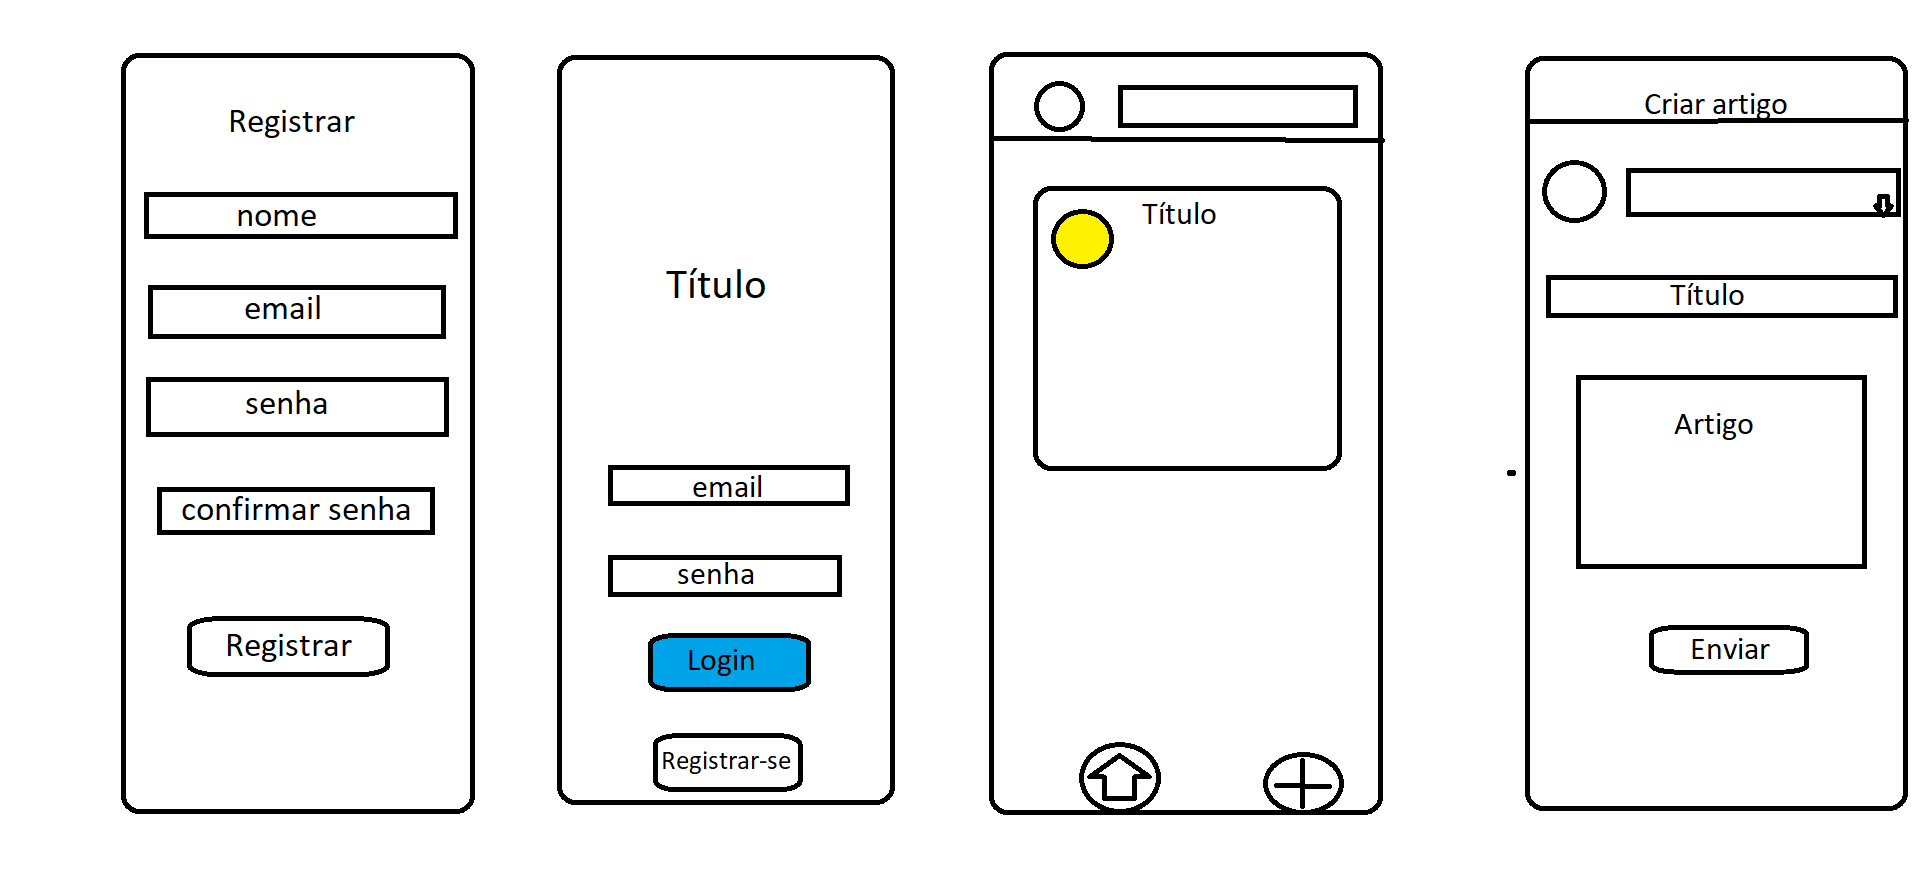 Registrar
nome
email
senha
confirmar senha
Registrar
Título
email
senha
Login
Registrar-se
Título
Criar artigo
Título
Artigo
Enviar